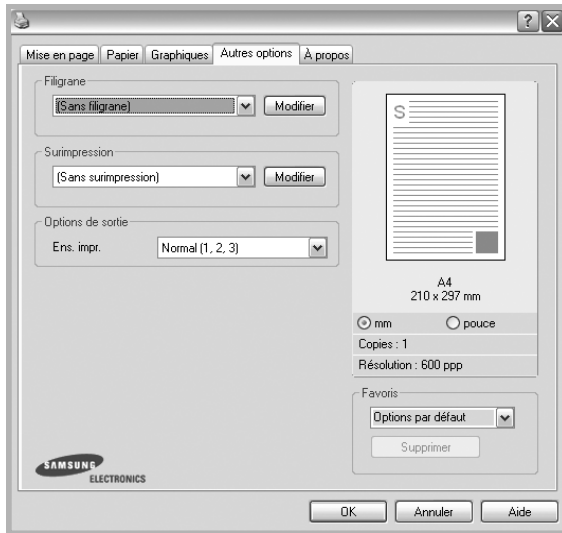 Mise en page Papier Graphiques Autres options À propos
Filigrane
(Sans filigrane) Modifier
Surimpression
(Sans surimpression) Modifier
Options de sortie
Ens. impr. Normal (1, 2, 3)
S
A4
210 x 297 mm
mm pouce
Copies : 1
Résolution : 600 ppp
Favoris
Options par défaut
Supprimer
SAMSUNG
ELECTRONICS
OK Annuler Aide